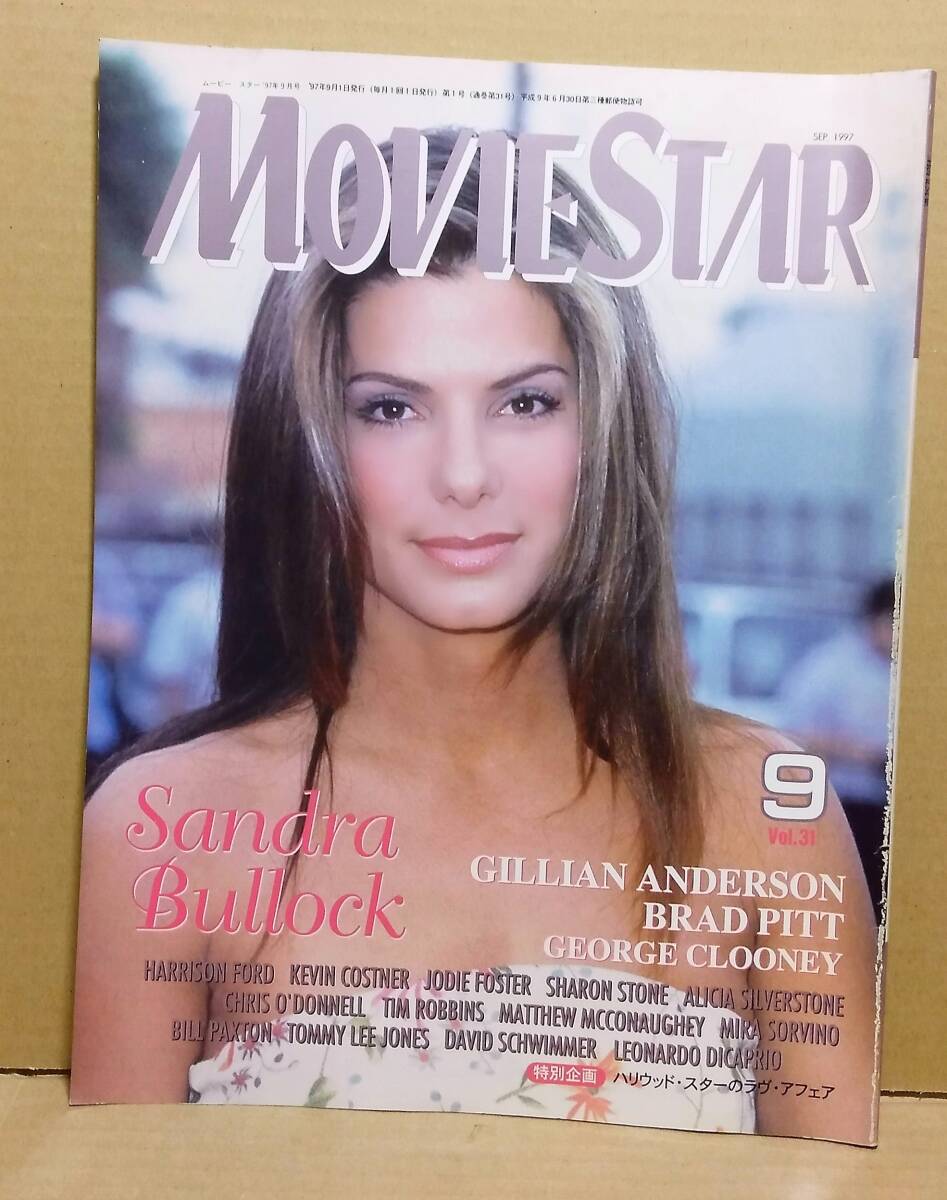 ムービー スター '97年9月号 '97年9月1日発行(毎月1回1日発行)第1号(通巻第31号) 平成9年6月30日第三種郵便物認可
SEP. 1997
MOVIESTAR
9
Vol.31
Sandra
Bullock
GILLIAN ANDERSON
BRAD PITT
GEORGE CLOONEY
HARRISON FORD KEVIN COSTNER JODIE FOSTER SHARON STONE ALICIA SILVERSTONE
CHRIS O'DONNELL TIM ROBBINS MATTHEW MCCONAUGHEY MIRA SORVINO
BILL PAXTON TOMMY LEE JONES DAVID SCHWIMMER LEONARDO DICAPRIO
特別企画 ハリウッド・スターのラヴ・アフェア